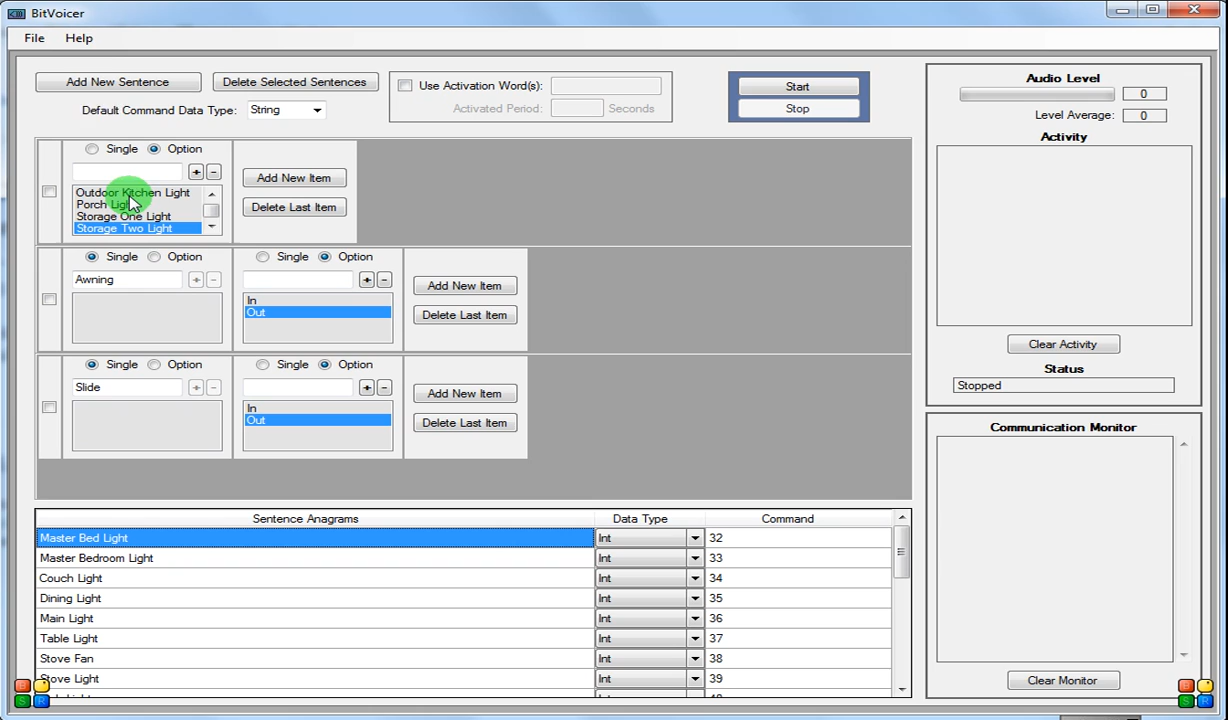 BitVoicer
File Help
Add New Sentence Delete Selected Sentences
Default Command Data Type: String
Use Activation Word(s):
Activated Period: Seconds
Start
Stop
Single Option
+ -
Outdoor Kitchen Light
Porch Light
Storage One Light
Storage Two Light
Add New Item
Delete Last Item
Single Option Single Option
Awning + - + -
In
Out
Add New Item
Delete Last Item
Single Option Single Option
Slide + - + -
In
Out
Add New Item
Delete Last Item
Sentence Anagrams Data Type Command
Master Bed Light Int 32
Master Bedroom Light Int 33
Couch Light Int 34
Dining Light Int 35
Main Light Int 36
Table Light Int 37
Stove Fan Int 38
Stove Light Int 39
Audio Level
0
Level Average: 0
Activity
Clear Activity
Status
Stopped
Communication Monitor
Clear Monitor
B
S R
B
S R